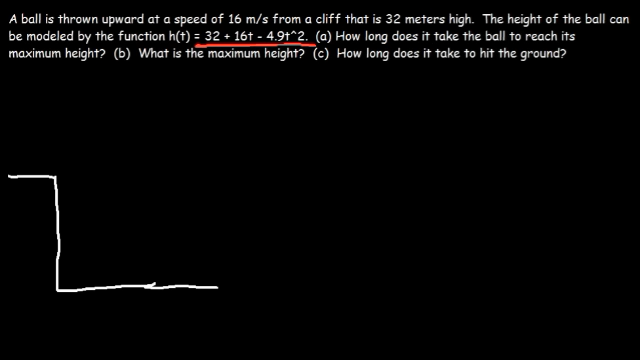 A ball is thrown upward at a speed of 16 m/s from a cliff that is 32 meters high.  The height of the ball can
be modeled by the function h(t) = 32 + 16t - 4.9t^2.  (a) How long does it take the ball to reach its
maximum height?  (b)  What is the maximum height?  (c)  How long does it take to hit the ground?